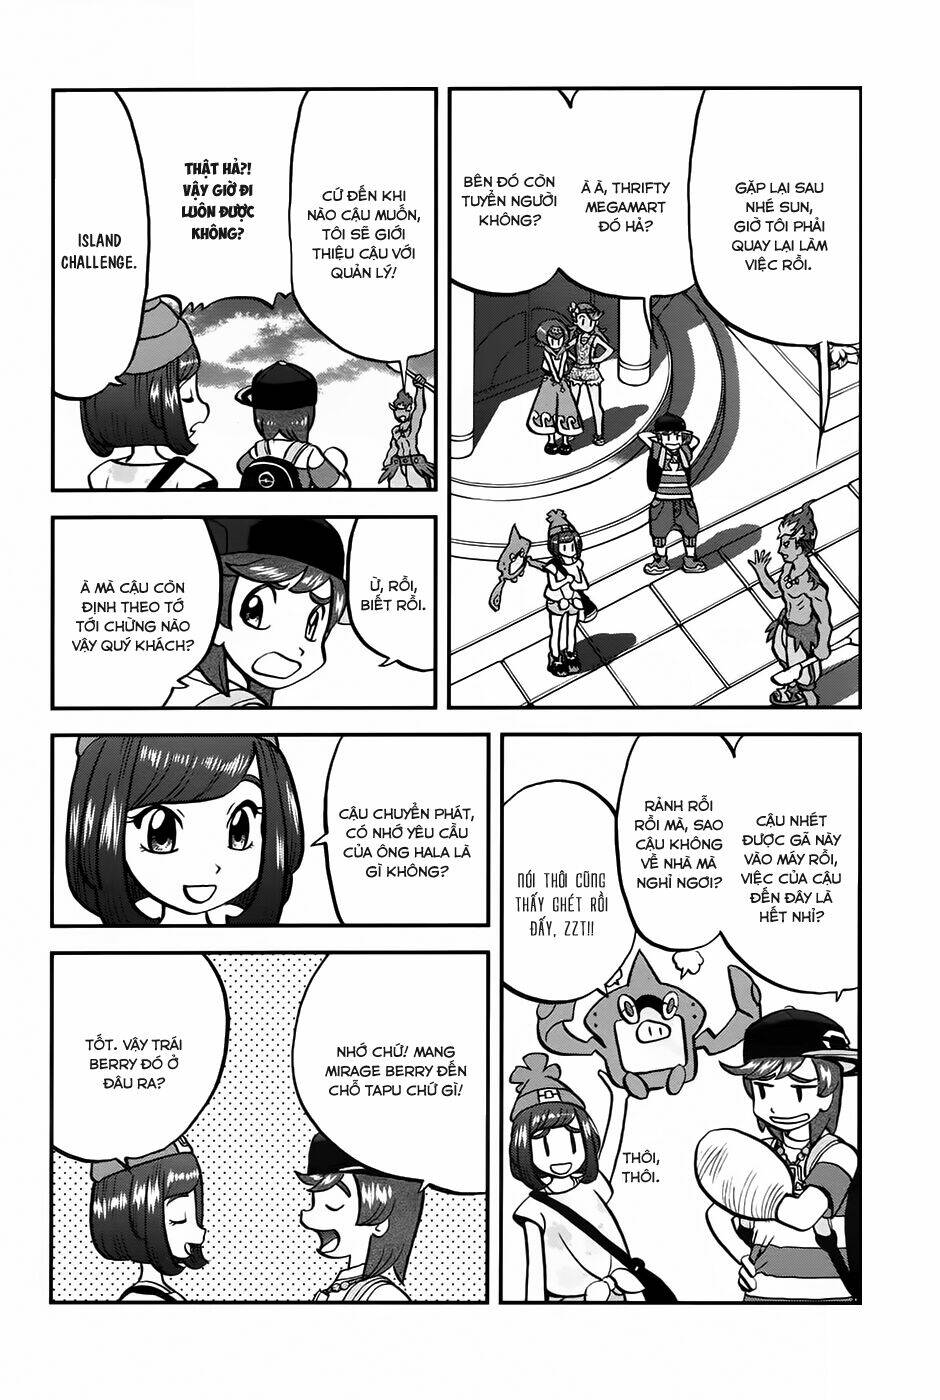 GẶP LẠI SAU
NHÉ SUN,
GIỜ TÔI PHẢI
QUAY LẠI LÀM
VIỆC RỒI.
À À, THRIFTY
MEGAMART
ĐÓ HẢ?
BÊN ĐÓ CÒN
TUYỂN NGƯỜI
KHÔNG?
CỨ ĐẾN KHI
NÀO CẬU MUỐN,
TÔI SẼ GIỚI
THIỆU CẬU VỚI
QUẢN LÝ!
THẬT HẢ?!
VẬY GIỜ ĐI
LUÔN ĐƯỢC
KHÔNG?
ISLAND
CHALLENGE.
Ừ, RỒI,
BIẾT RỒI.
À MÀ CẬU CÒN
ĐỊNH THEO TỚ
TỚI CHỪNG NÀO
VẬY QUÝ KHÁCH?
CẬU NHÉT
ĐƯỢC GÃ NÀY
VÀO MÁY RỒI,
VIỆC CỦA CẬU
ĐẾN ĐÂY LÀ
HẾT NHỈ?
RẢNH RỖI
RỒI MÀ, SAO
CẬU KHÔNG
VỀ NHÀ MÀ
NGHỈ NGƠI?
NÓI THÔI CŨNG
THẤY GHÉT RỒI
ĐẤY, ZZT!!
THÔI,
THÔI.
CẬU CHUYỂN PHÁT,
CÓ NHỚ YÊU CẦU
CỦA ÔNG HALA LÀ
GÌ KHÔNG?
NHỚ CHỨ! MANG
MIRAGE BERRY ĐẾN
CHỖ TAPU CHỨ GÌ!
TỐT. VẬY TRÁI
BERRY ĐÓ Ở
ĐÂU RA?